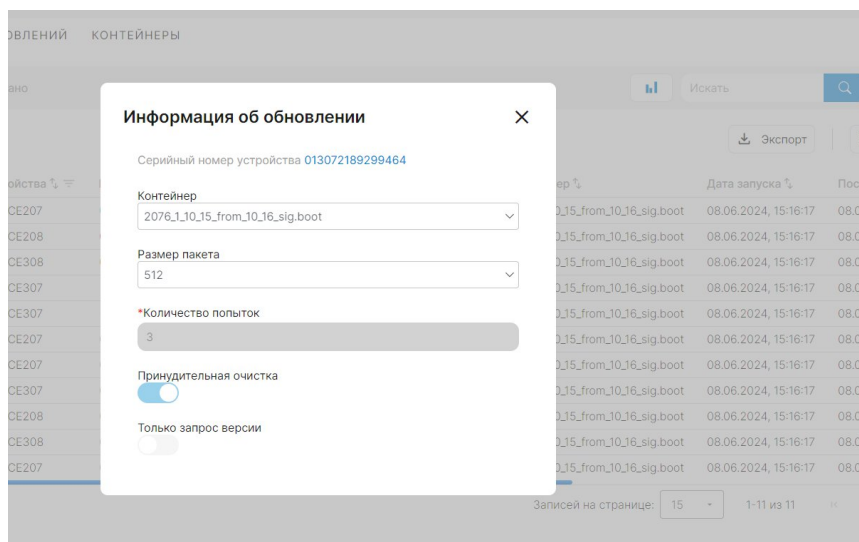 ОВЛЕНИЙ КОНТЕЙНЕРЫ
ано
Искать
Информация об обновлении
Экспорт
Серийный номер устройства 013072189299464
ойства ер Дата запуска Пос
Контейнер
2076_1_10_15_from_10_16_sig.boot
CE207 0_15_from_10_16_sig.boot 08.06.2024, 15:16:17 08.0
CE208 0_15_from_10_16_sig.boot 08.06.2024, 15:16:17 08.0
Размер пакета
CE308 0_15_from_10_16_sig.boot 08.06.2024, 15:16:17 08.0
512
CE307 0_15_from_10_16_sig.boot 08.06.2024, 15:16:17 08.0
*Количество попыток
CE307 0_15_from_10_16_sig.boot 08.06.2024, 15:16:17 08.0
3
CE207 0_15_from_10_16_sig.boot 08.06.2024, 15:16:17 08.0
CE207 0_15_from_10_16_sig.boot 08.06.2024, 15:16:17 08.0
Принудительная очистка
CE307 0_15_from_10_16_sig.boot 08.06.2024, 15:16:17 08.0
CE208 0_15_from_10_16_sig.boot 08.06.2024, 15:16:17 08.0
Только запрос версии
CE308 0_15_from_10_16_sig.boot 08.06.2024, 15:16:17 08.0
CE207 0_15_from_10_16_sig.boot 08.06.2024, 15:16:17 08.0
Записей на странице: 15 1-11 из 11